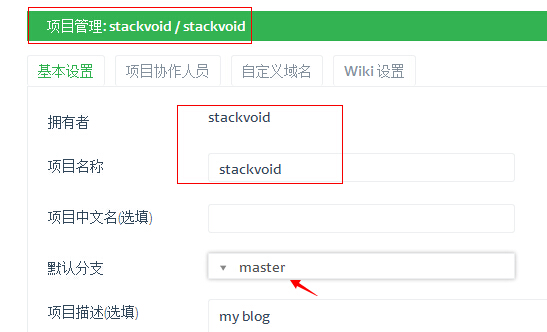 项目管理: stackvoid / stackvoid
基本设置 项目协作人员 自定义域名 Wiki 设置
拥有者 stackvoid
项目名称 stackvoid
项目中文名(选填)
默认分支 master
项目描述(选填) my blog